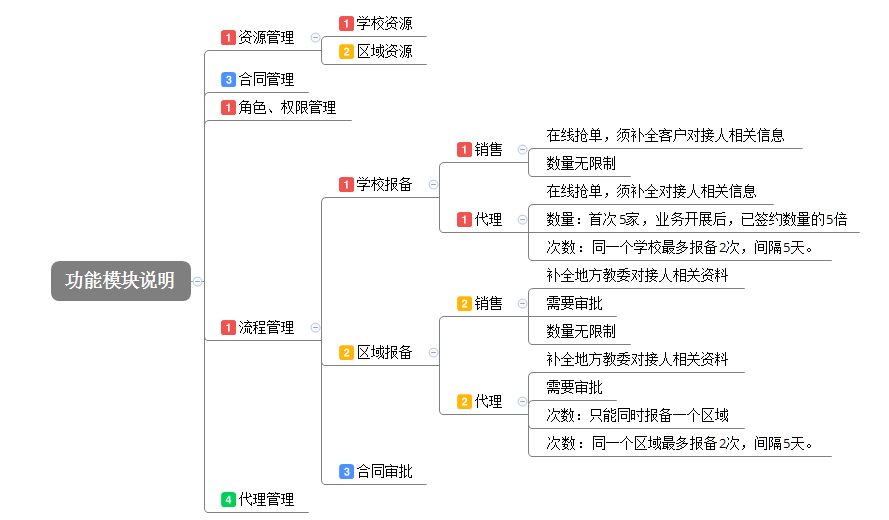 功能模块说明
1 资源管理
1 学校资源
2 区域资源
3 合同管理
1 角色、权限管理
1 流程管理
1 学校报备
1 销售
在线抢单，须补全客户对接人相关信息
数量无限制
1 代理
在线抢单，须补全对接人相关信息
数量：首次5家，业务开展后，已签约数量的5倍
次数：同一个学校最多报备2次，间隔5天。
2 区域报备
2 销售
补全地方教委对接人相关资料
需要审批
数量无限制
2 代理
补全地方教委对接人相关资料
需要审批
次数：只能同时报备一个区域
次数：同一个区域最多报备2次，间隔5天。
3 合同审批
4 代理管理